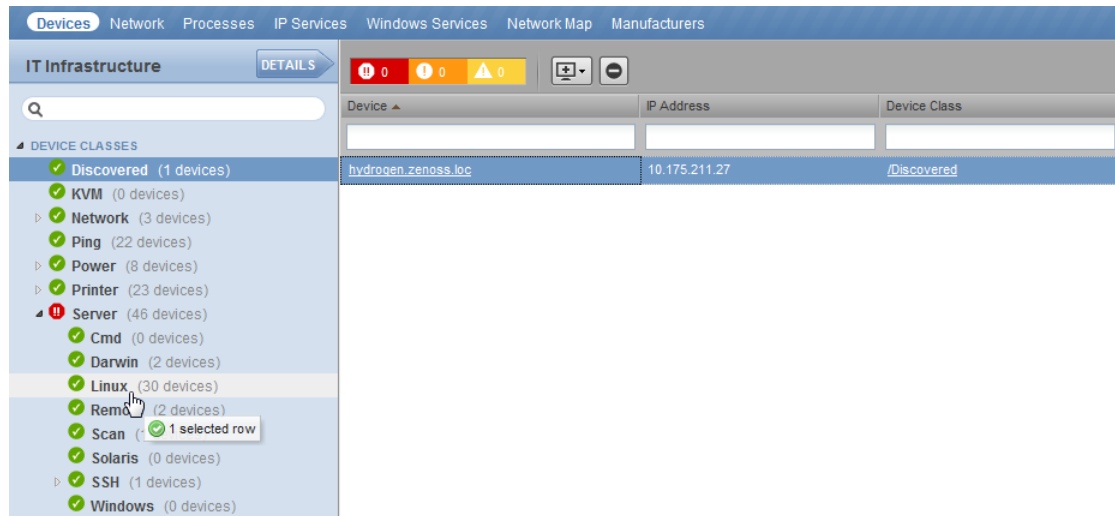 Devices Network Processes IP Services Windows Services Network Map Manufacturers
IT Infrastructure DETAILS
0 0 0
Device IP Address Device Class
DEVICE CLASSES
Discovered (1 devices)
hydrogen.zenoss.loc 10.175.211.27 /Discovered
KVM (0 devices)
Network (3 devices)
Ping (22 devices)
Power (8 devices)
Printer (23 devices)
Server (46 devices)
Cmd (0 devices)
Darwin (2 devices)
Linux (30 devices)
(2 devices)
1 selected row
Scan
Solaris (0 devices)
SSH (1 devices)
Windows (0 devices)